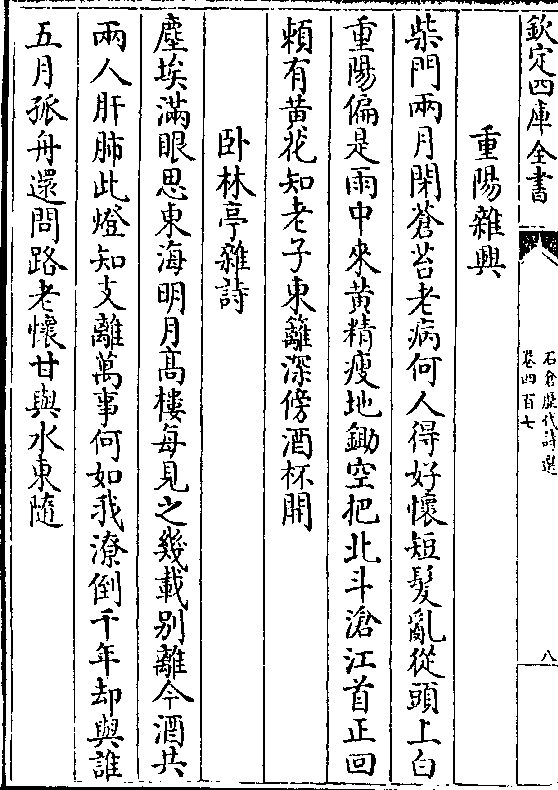 欽定四庫全書
石倉歷代詩選
卷四百七
八
重陽雜興
柴門兩月閉蒼苔老病何人得好懷短髮亂從頭上白
重陽偏是雨中來黄精瘦地鋤空把北斗滄江首正回
頼有黄花知老子東籬深傍酒杯開
卧林亭雜詩
塵埃滿眼思東海明月髙樓每見之幾載别離今酒共
兩人肝肺此燈知支離萬事何如我潦倒千年却與誰
五月孤舟還問路老懷甘與水東隨